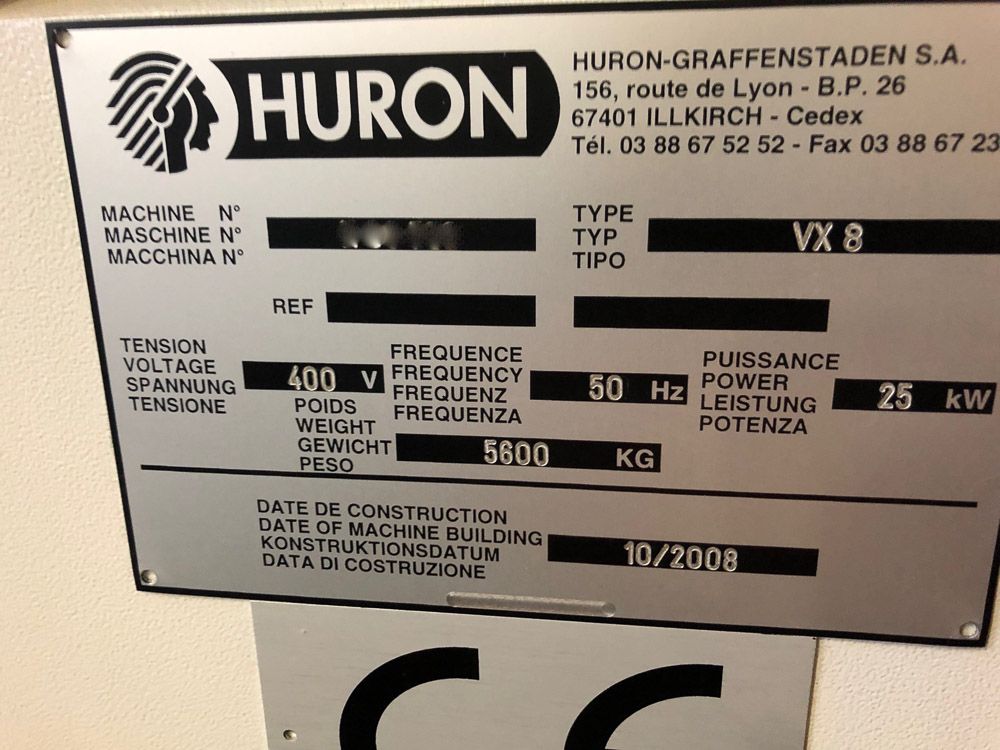 HURON
HURON-GRAFFENSTADEN S.A.
156, route de Lyon - B.P. 26
67401 ILLKIRCH - Cedex
Tél. 03 88 67 52 52 - Fax 03 88 67 23
MACHINE N°
MASCHINE N°
MACCHINA N°
TYPE
TYP
TIPO
VX 8
REF
TENSION
VOLTAGE
SPANNUNG
TENSIONE
400 V
FREQUENCE
FREQUENCY
FREQUENZ
FREQUENZA
50 Hz
PUISSANCE
POWER
LEISTUNG
POTENZA
25 kW
POIDS
WEIGHT
GEWICHT
PESO
5600 KG
DATE DE CONSTRUCTION
DATE OF MACHINE BUILDING
KONSTRUKTIONSDATUM
DATA DI COSTRUZIONE
10/2008
CE